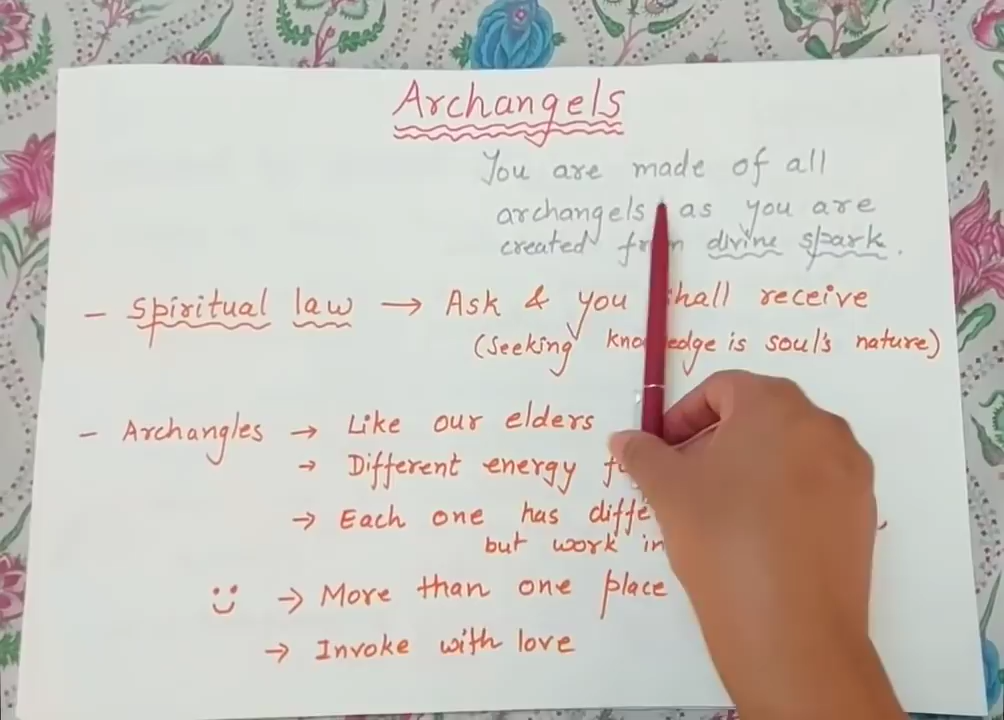 Archangels
You are made of all
archangels as you are
created from divine spark.
- Spiritual law → Ask & you shall receive
(Seeking knowledge is soul's nature)
- Archangles → Like our elders
→ Different energy
→ Each one has
but work in
→ More than one place
→ Invoke with love